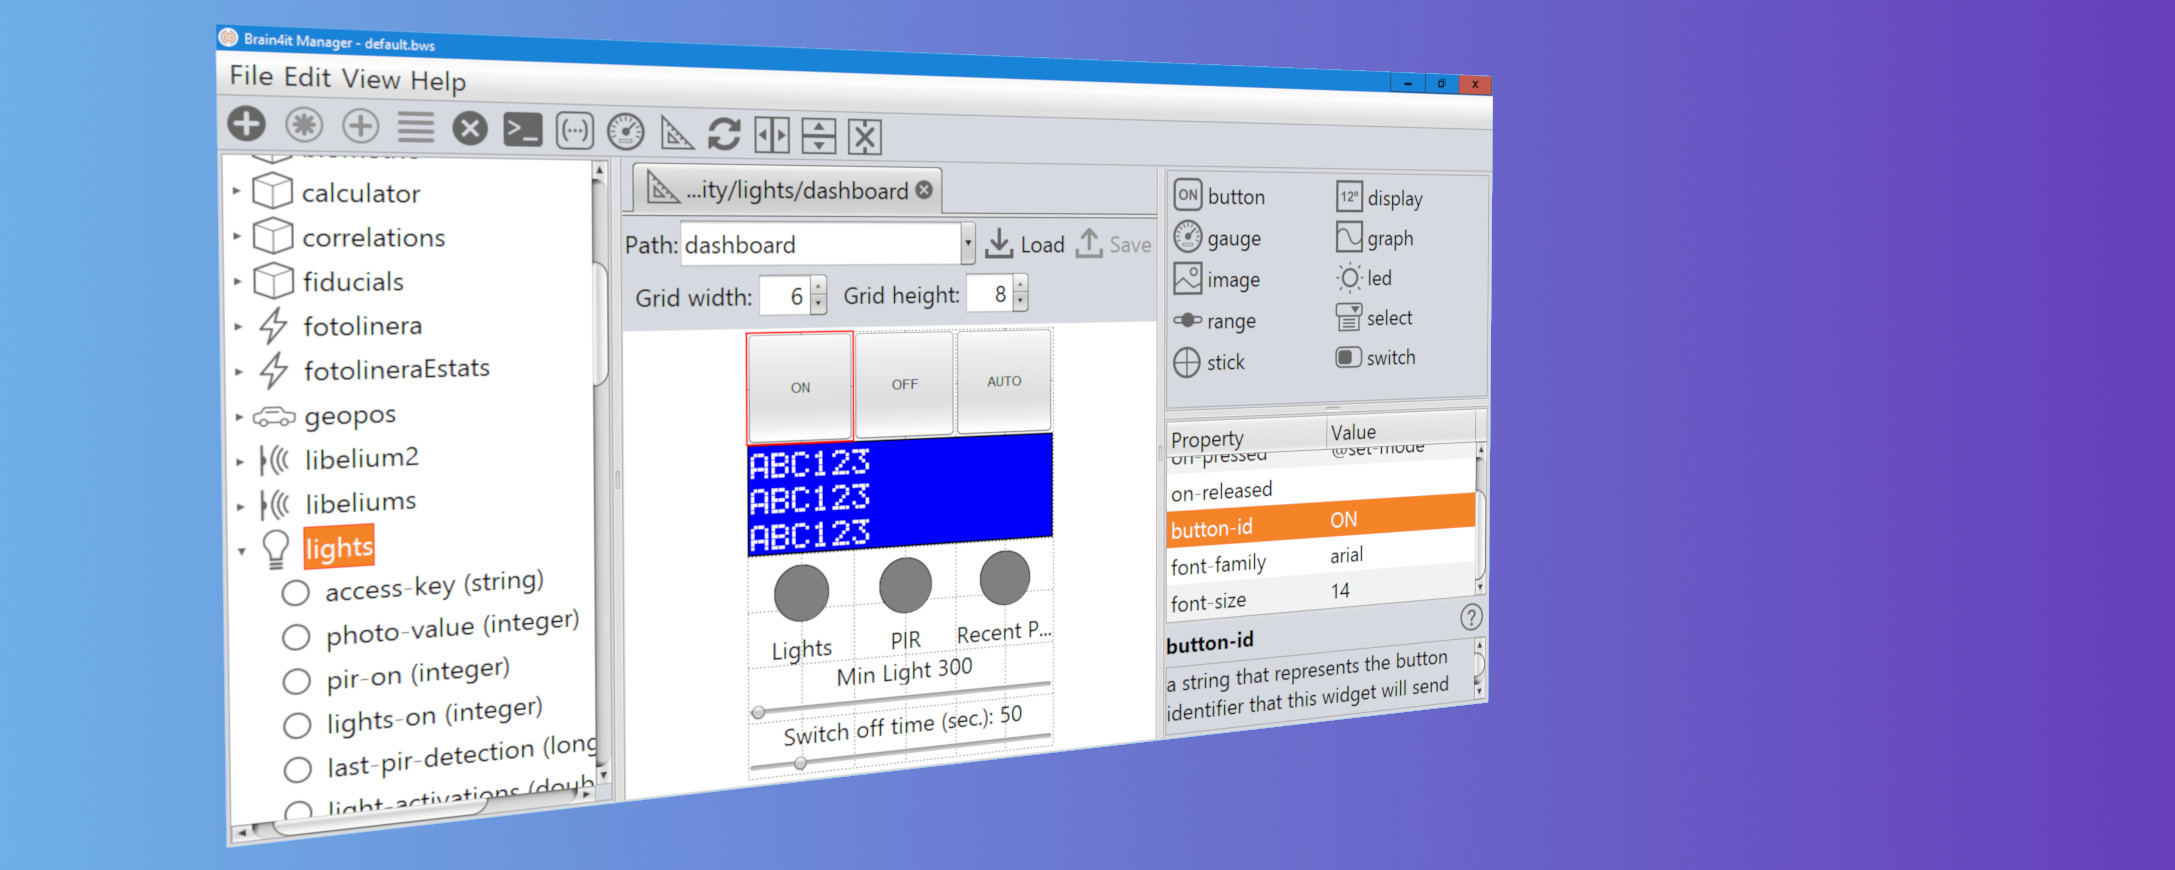 Brain4it Manager - default.bws
File Edit View Help
calculator
correlations
fiducials
fotolinera
fotolineraEstats
geopos
libelium2
libeliums
lights
access-key (string)
photo-value (integer)
pir-on (integer)
lights-on (integer)
last-pir-detection (long
light-activations (doub
...ity/lights/dashboard
Path: dashboard Load Save
Grid width: 6 Grid height: 8
ON OFF AUTO
ABC123
ABC123
ABC123
Lights PIR Recent P...
Min Light 300
Switch off time (sec.): 50
ON button 12° display
gauge graph
image led
range select
stick switch
Property Value
on-pressed @set-mode
on-released
button-id ON
font-family arial
font-size 14
button-id
a string that represents the button
identifier that this widget will send